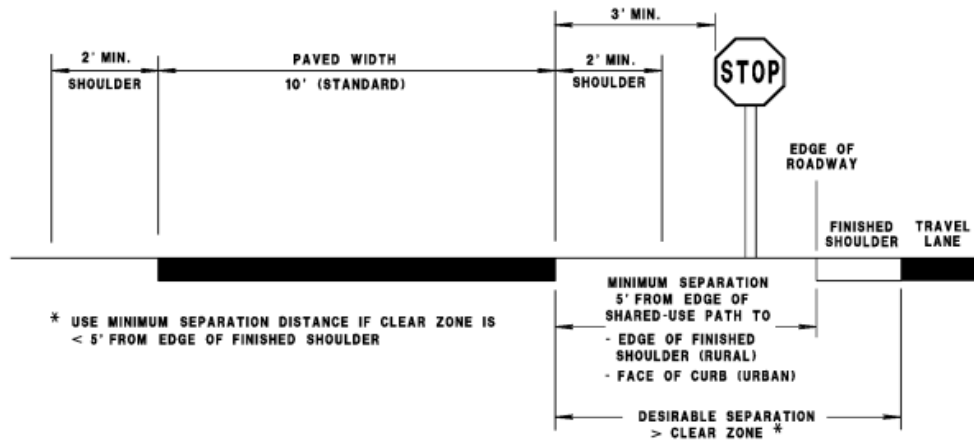 3' MIN.
2' MIN.
SHOULDER
PAVED WIDTH
10' (STANDARD)
2' MIN.
SHOULDER
STOP
EDGE OF
ROADWAY
FINISHED
SHOULDER
TRAVEL
LANE
MINIMUM SEPARATION
5' FROM EDGE OF
SHARED-USE PATH TO
- EDGE OF FINISHED
SHOULDER (RURAL)
- FACE OF CURB (URBAN)
* USE MINIMUM SEPARATION DISTANCE IF CLEAR ZONE IS
< 5' FROM EDGE OF FINISHED SHOULDER
DESIRABLE SEPARATION
> CLEAR ZONE *